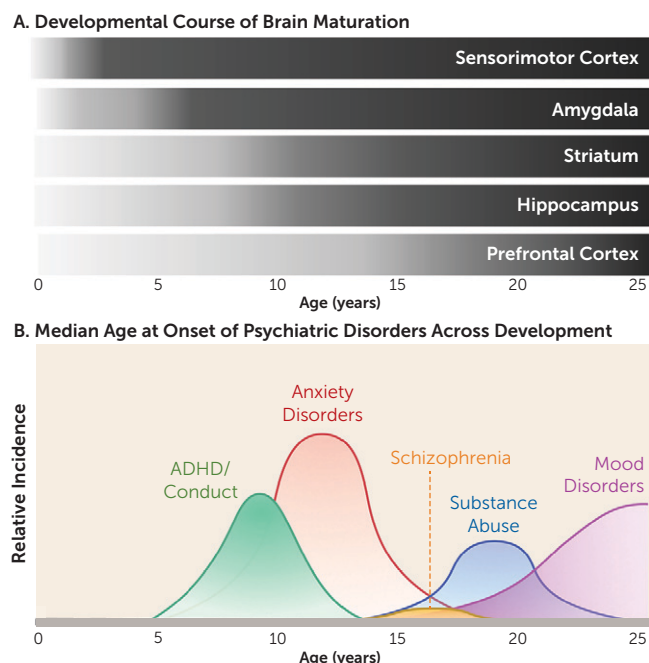 A. Developmental Course of Brain Maturation
Sensorimotor Cortex
Amygdala
Striatum
Hippocampus
Prefrontal Cortex
0 5 10 15 20 25
Age (years)
B. Median Age at Onset of Psychiatric Disorders Across Development
Relative Incidence
Anxiety
Disorders
ADHD/
Conduct
Schizophrenia
Substance
Abuse
Mood
Disorders
0 5 10 15 20 25
Age (years)